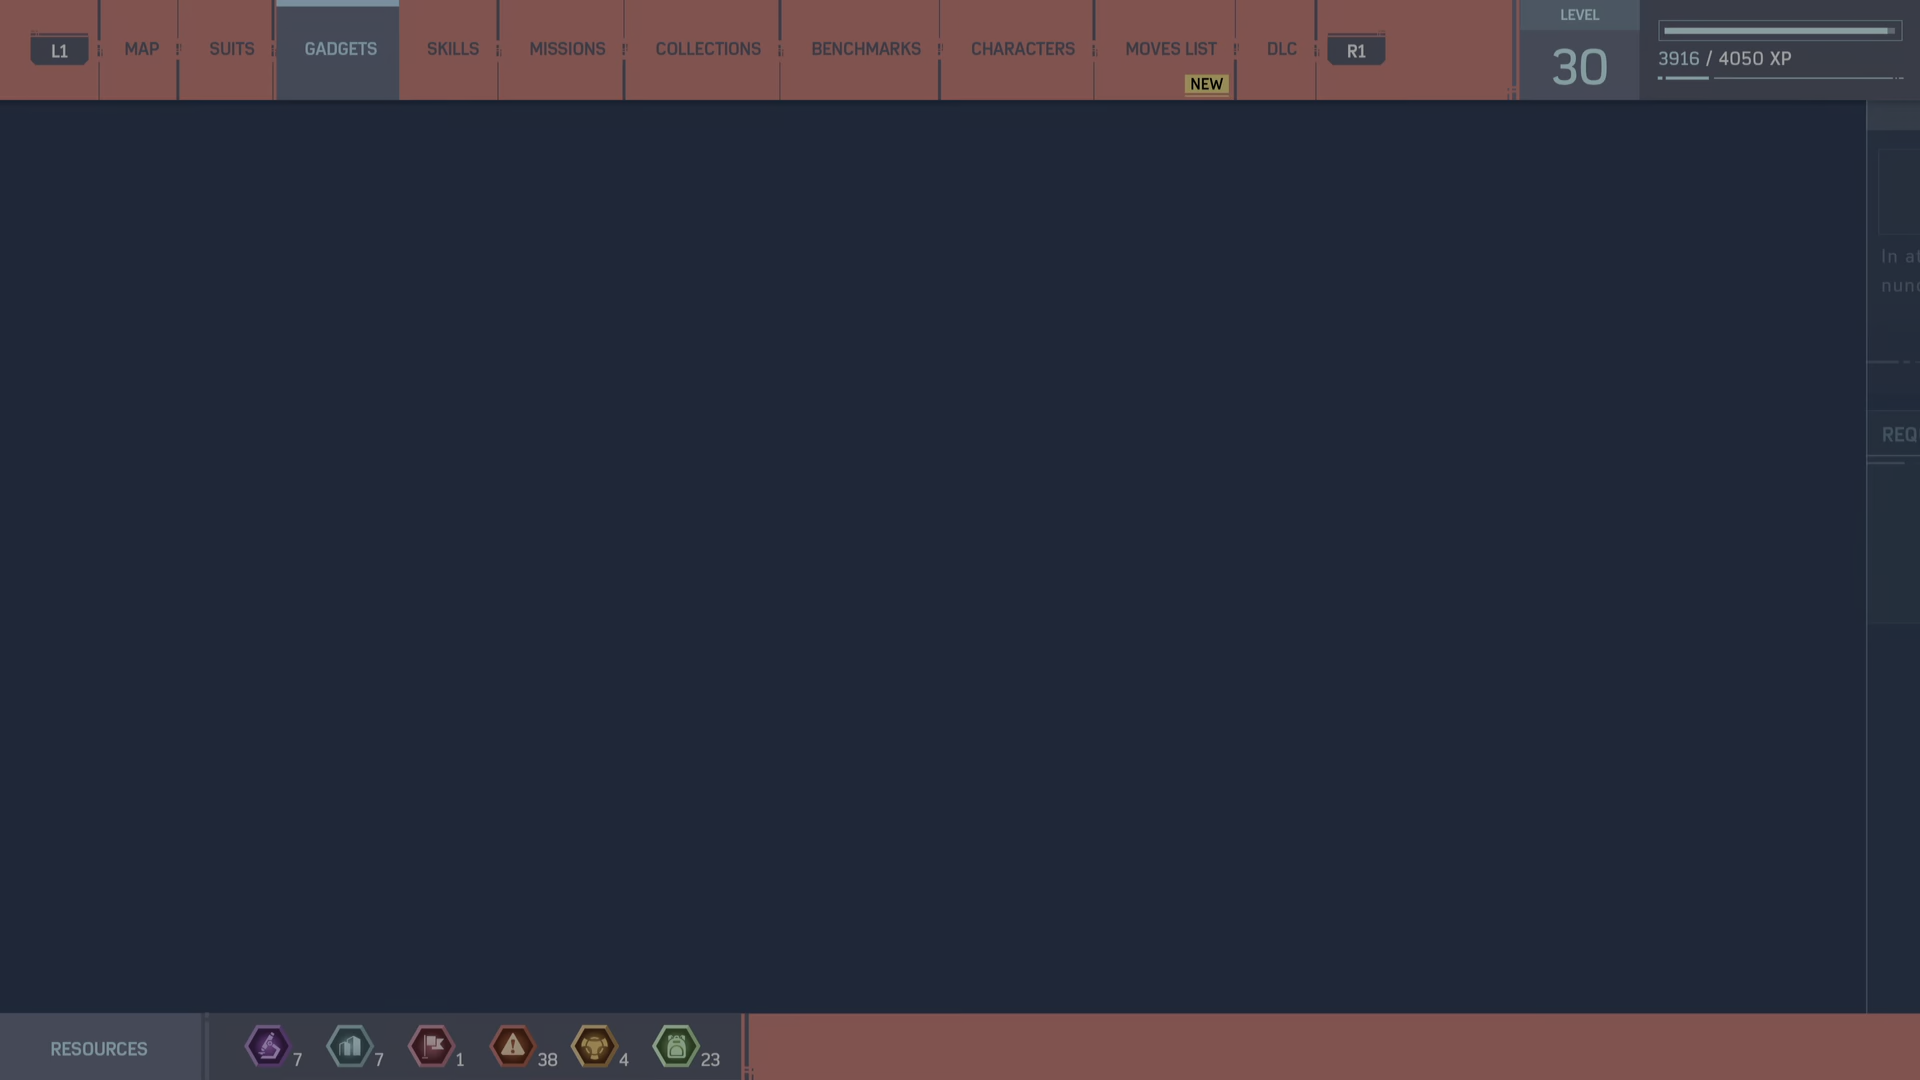 L1 MAP SUITS GADGETS SKILLS MISSIONS COLLECTIONS BENCHMARKS CHARACTERS MOVES LIST DLC R1
NEW
LEVEL
30
3916 / 4050 XP
In
REQ
RESOURCES 7 7 1 38 4 23